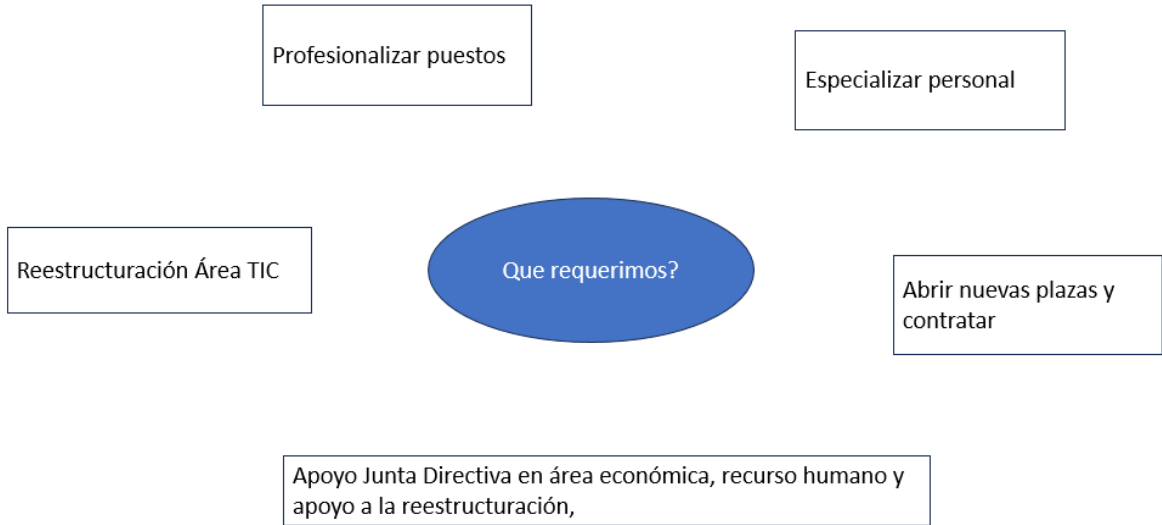 Profesionalizar puestos
Especializar personal
Reestructuración Área TIC
Que requerimos?
Abrir nuevas plazas y
contratar
Apoyo Junta Directiva en área económica, recurso humano y
apoyo a la reestructuración,